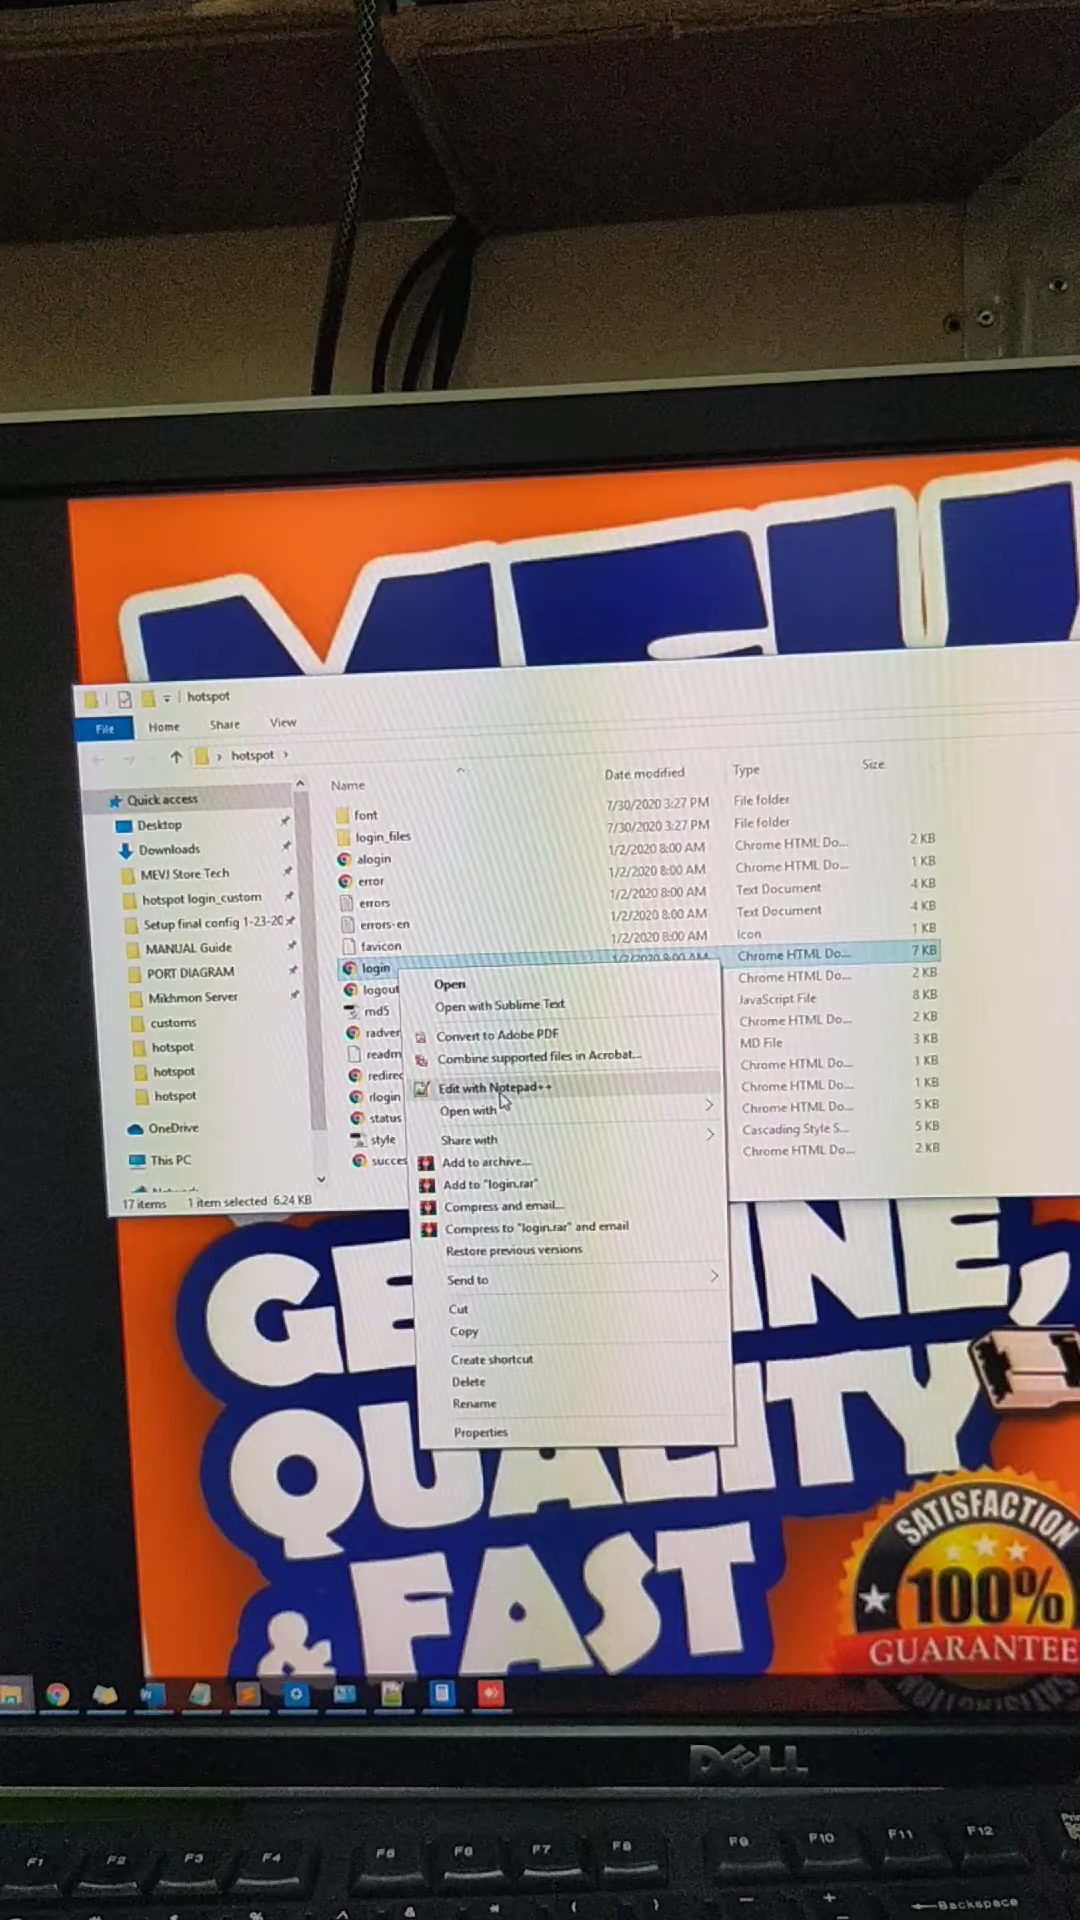 hotspot
File Home Share View
hotspot
Name Date modified Type Size
Quick access
Desktop
Downloads
MEVJ Store Tech
hotspot login_custom
Setup final config 1-23-20
MANUAL Guide
PORT DIAGRAM
Mikhmon Server
customs
hotspot
hotspot
hotspot
OneDrive
This PC
font 7/30/2020 3:27 PM File folder
login_files 7/30/2020 3:27 PM File folder
alogin 1/2/2020 8:00 AM Chrome HTML Do... 2 KB
error 1/2/2020 8:00 AM Chrome HTML Do... 1 KB
errors 1/2/2020 8:00 AM Text Document 4 KB
errors-en 1/2/2020 8:00 AM Text Document 4 KB
favicon 1/2/2020 8:00 AM Icon 1 KB
login 1/2/2020 8:00 AM Chrome HTML Do... 7 KB
logout Chrome HTML Do... 2 KB
md5 JavaScript File 8 KB
radver Chrome HTML Do... 2 KB
readm MD File 3 KB
redirec Chrome HTML Do... 1 KB
rlogin Chrome HTML Do... 1 KB
status Chrome HTML Do... 5 KB
style Cascading Style S... 5 KB
succes Chrome HTML Do... 2 KB
17 items 1 item selected 6.24 KB
Open
Open with Sublime Text
Convert to Adobe PDF
Combine supported files in Acrobat...
Edit with Notepad++
Open with
Share with
Add to archive...
Add to "login.rar"
Compress and email...
Compress to "login.rar" and email
Restore previous versions
Send to
Cut
Copy
Create shortcut
Delete
Rename
Properties
QUALITY
& FAST
SATISFACTION
100%
GUARANTEE
DELL
F1 F2 F3 F4 F6 F7 F8 F9 F10 F11 F12
Backspace